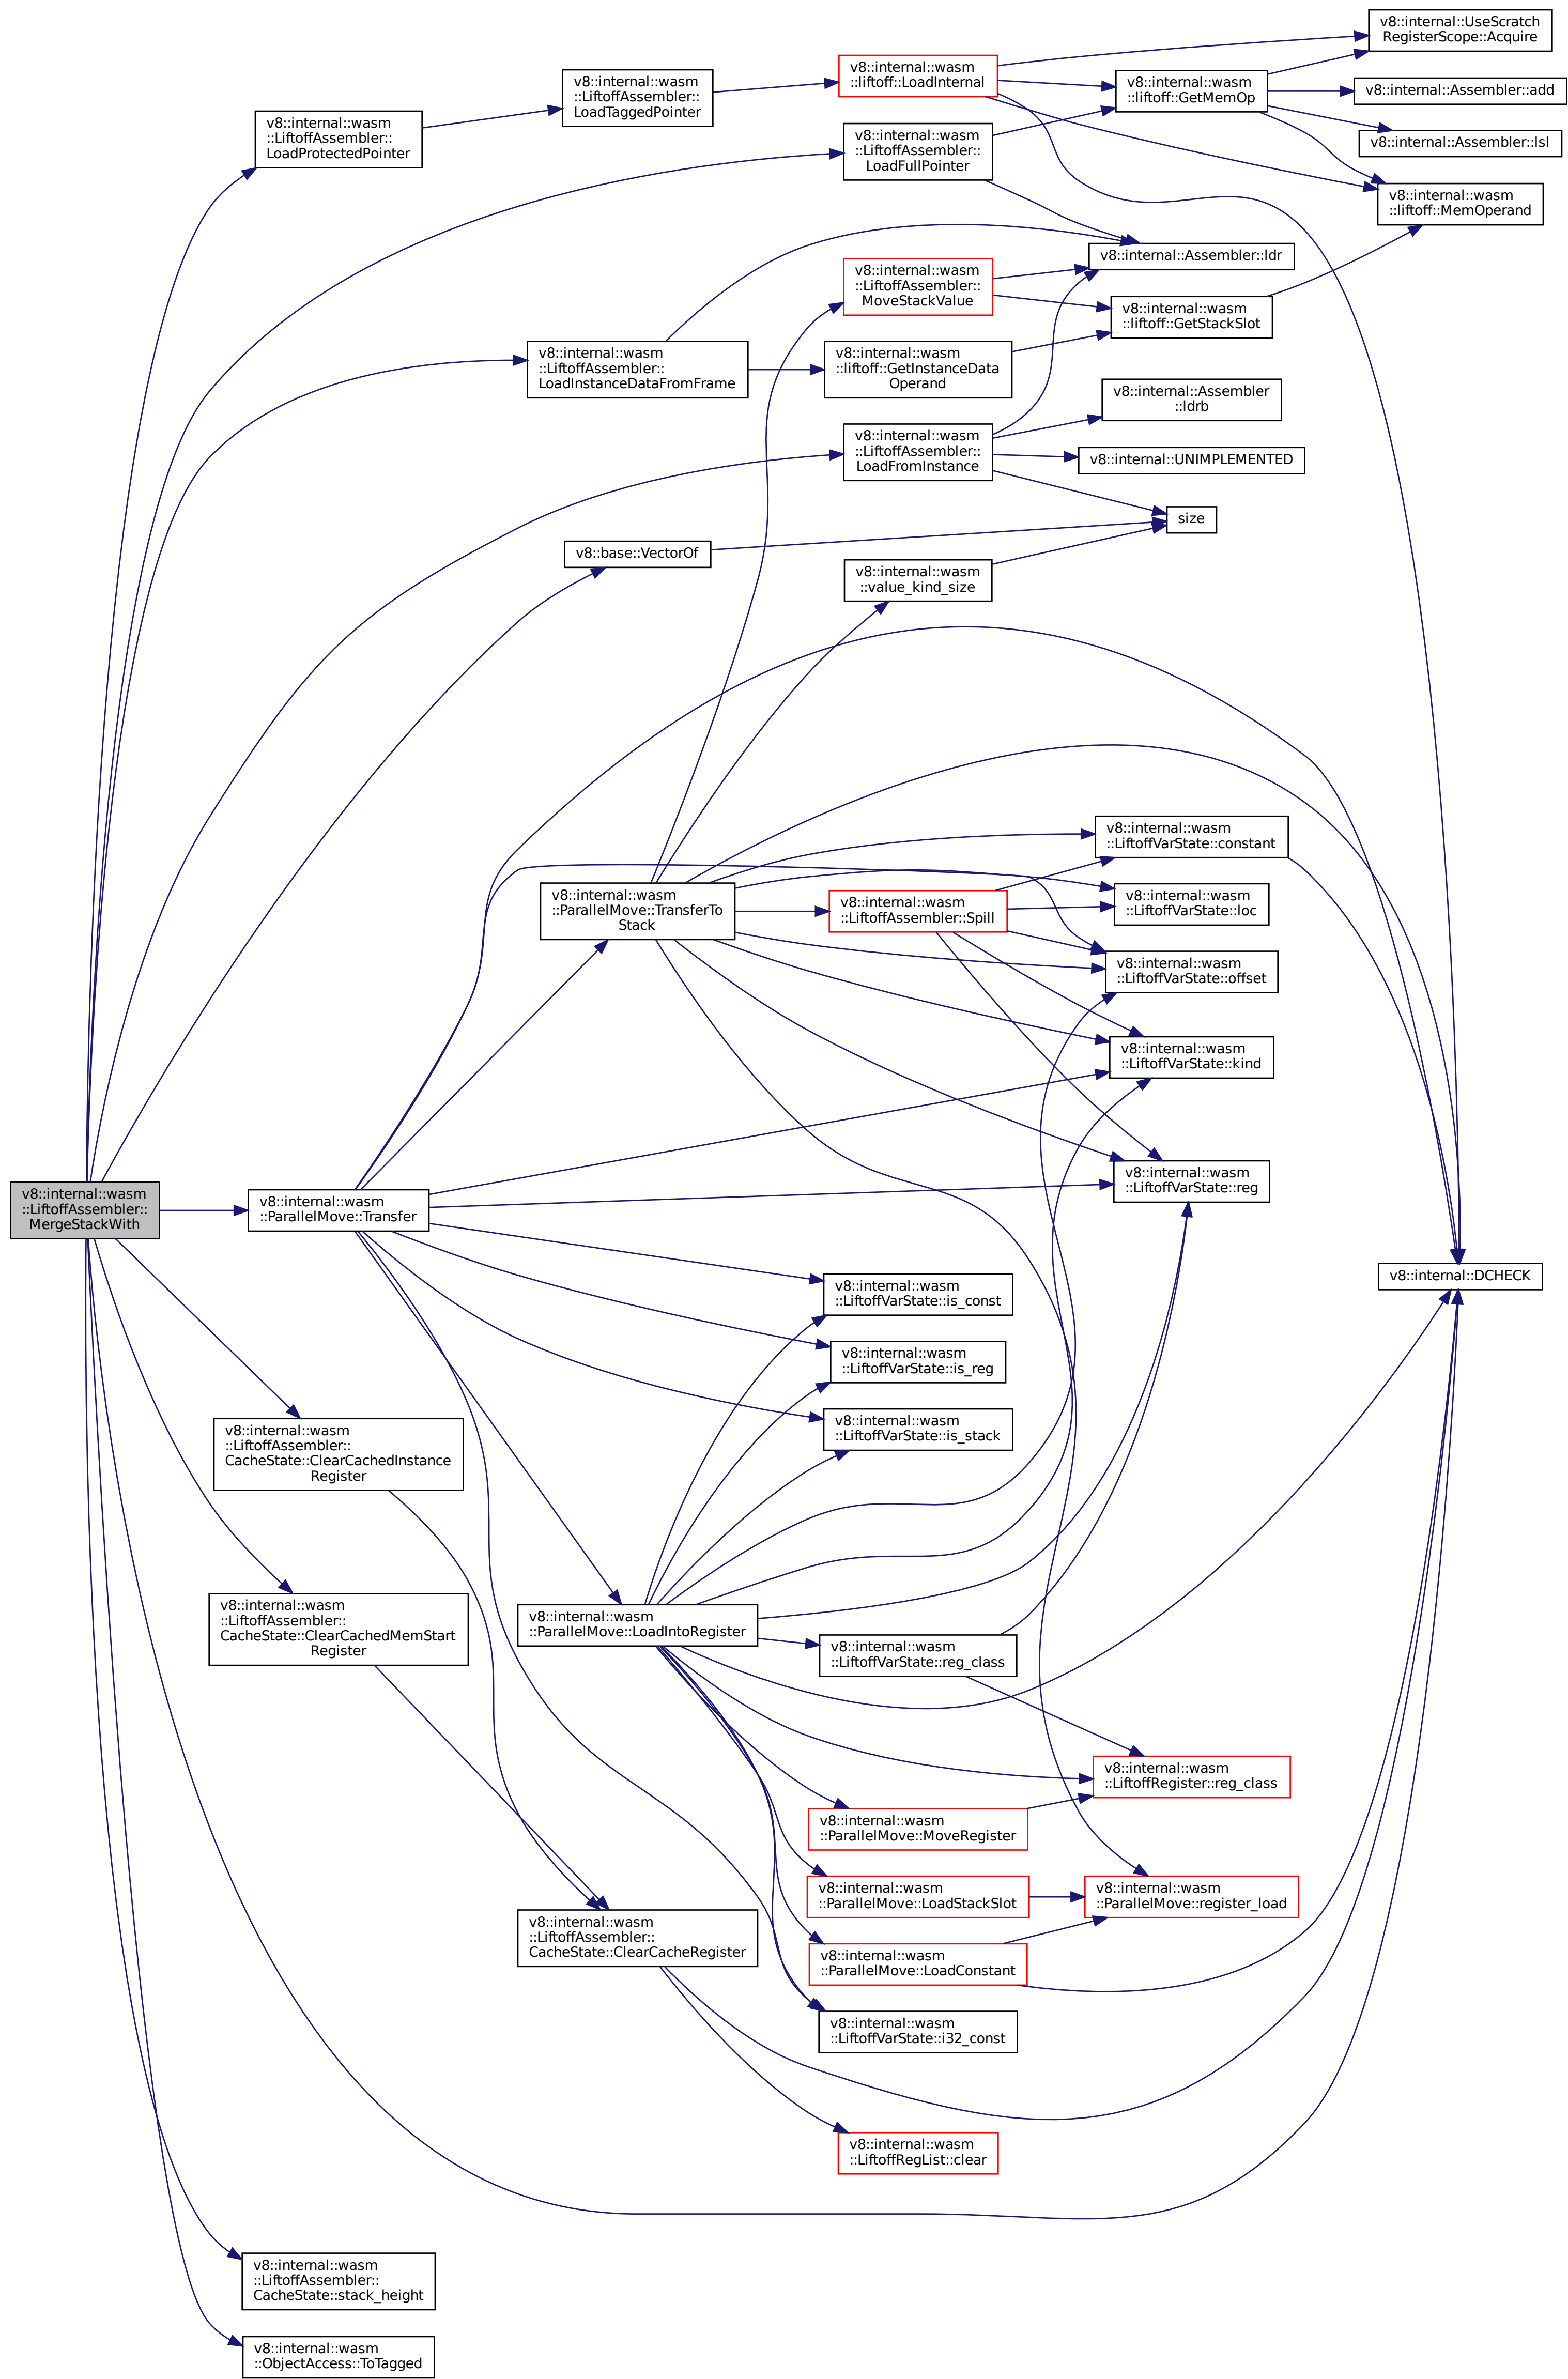 v8::internal::UseScratch
RegisterScope::Acquire
v8::internal::wasm
::liftoff::LoadInternal
v8::internal::wasm
::LiftoffAssembler::
LoadTaggedPointer
v8::internal::wasm
::liftoff::GetMemOp
v8::internal::Assembler::add
v8::internal::wasm
::LiftoffAssembler::
LoadProtectedPointer
v8::internal::wasm
::LiftoffAssembler::
LoadFullPointer
v8::internal::Assembler::lsl
v8::internal::wasm
::liftoff::MemOperand
v8::internal::Assembler::ldr
v8::internal::wasm
::LiftoffAssembler::
MoveStackValue
v8::internal::wasm
::liftoff::GetStackSlot
v8::internal::wasm
::LiftoffAssembler::
LoadInstanceDataFromFrame
v8::internal::wasm
::liftoff::GetInstanceData
Operand
v8::internal::Assembler
::ldrb
v8::internal::wasm
::LiftoffAssembler::
LoadFromInstance
v8::internal::UNIMPLEMENTED
size
v8::base::VectorOf
v8::internal::wasm
::value_kind_size
v8::internal::wasm
::LiftoffVarState::constant
v8::internal::wasm
::ParallelMove::TransferTo
Stack
v8::internal::wasm
::LiftoffAssembler::Spill
v8::internal::wasm
::LiftoffVarState::loc
v8::internal::wasm
::LiftoffVarState::offset
v8::internal::wasm
::LiftoffVarState::kind
v8::internal::wasm
::LiftoffVarState::reg
v8::internal::wasm
::LiftoffAssembler::
MergeStackWith
v8::internal::wasm
::ParallelMove::Transfer
v8::internal::DCHECK
v8::internal::wasm
::LiftoffVarState::is_const
v8::internal::wasm
::LiftoffVarState::is_reg
v8::internal::wasm
::LiftoffVarState::is_stack
v8::internal::wasm
::LiftoffAssembler::
CacheState::ClearCachedInstance
Register
v8::internal::wasm
::LiftoffAssembler::
CacheState::ClearCachedMemStart
Register
v8::internal::wasm
::ParallelMove::LoadIntoRegister
v8::internal::wasm
::LiftoffVarState::reg_class
v8::internal::wasm
::LiftoffRegister::reg_class
v8::internal::wasm
::ParallelMove::MoveRegister
v8::internal::wasm
::ParallelMove::LoadStackSlot
v8::internal::wasm
::ParallelMove::register_load
v8::internal::wasm
::LiftoffAssembler::
CacheState::ClearCacheRegister
v8::internal::wasm
::ParallelMove::LoadConstant
v8::internal::wasm
::LiftoffVarState::i32_const
v8::internal::wasm
::LiftoffRegList::clear
v8::internal::wasm
::LiftoffAssembler::
CacheState::stack_height
v8::internal::wasm
::ObjectAccess::ToTagged